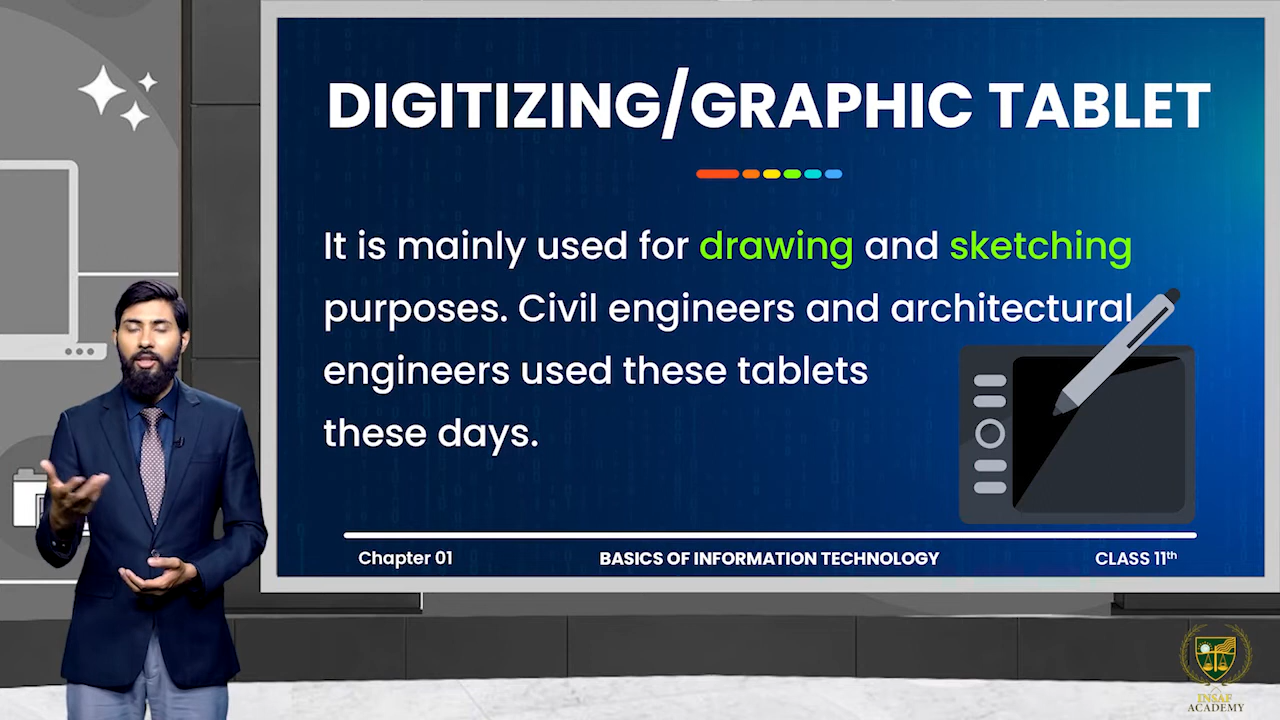 DIGITIZING/GRAPHIC TABLET
It is mainly used for drawing and sketching
purposes. Civil engineers and architectural
engineers used these tablets
these days.
Chapter 01 BASICS OF INFORMATION TECHNOLOGY CLASS 11th
INSAF
ACADEMY